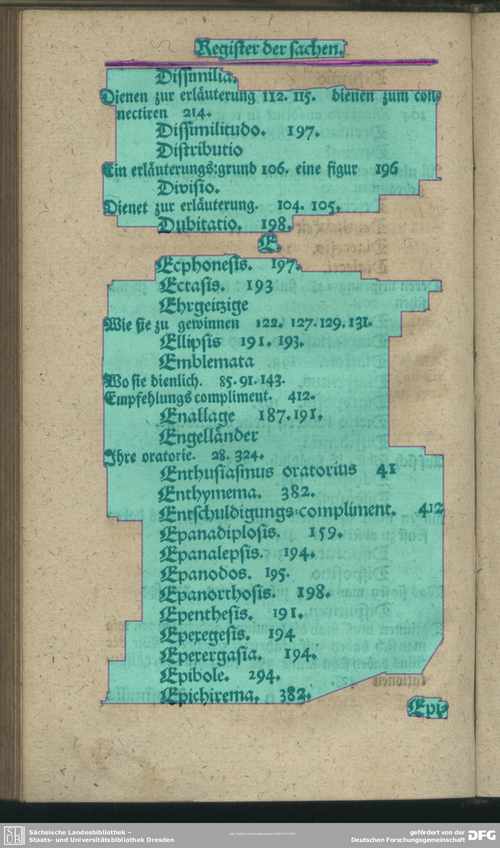 Register der sachen.
Dissimilia.
Dienen zur erläuterung 112. 115. dienen zum con-
nectiren 214.
Dissimilitudo. 197.
Distributio
Ein erläuterungs-grund 106. eine figur 196
Divisio.
Dienet zur erläuterung. 104. 105.
Dubitatio. 198.
E.
Ecphonesis. 197.
Ectasis. 193
Ehrgeitzige
Wie sie zu gewinnen 122. 127. 129. 131.
Ellipsis 191. 193.
Emblemata
Wo sie dienlich. 85. 91. 143.
Empfehlungs compliment. 412.
Enallage 187. 191.
Engelländer
Ihre oratorie. 28. 324.
Enthusiasmus oratorius 41
Enthymema. 382.
Entschuldigungs-compliment. 412
Epanadiplosis. 159.
Epanalepsis. 194.
Epanodos. 195.
Epanorthosis. 198.
Epenthesis. 191.
Epexegesis. 194
Epexergasia. 194.
Epibole. 294.
Epichirema. 382.
Epi-
Sächsische Landesbibliothek –
Staats- und Universitätsbibliothek Dresden
gefördert von der
Deutschen Forschungsgemeinschaft DFG